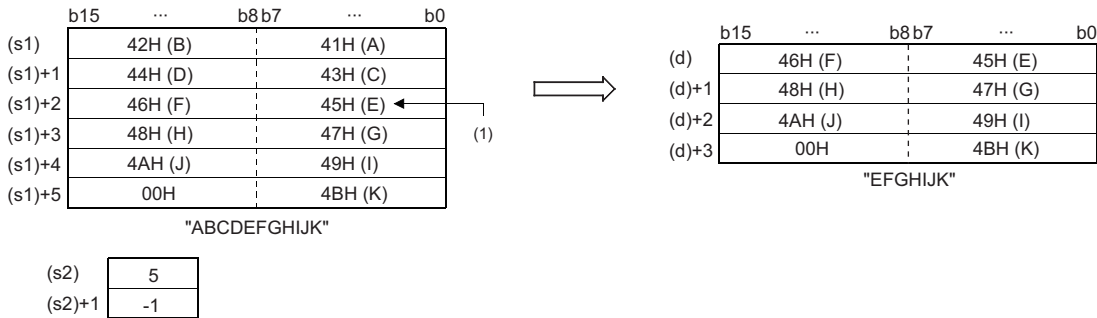 b15 ... b8 b7 ... b0
(s1) 42H (B) 41H (A)
(s1)+1 44H (D) 43H (C)
(s1)+2 46H (F) 45H (E)
(s1)+3 48H (H) 47H (G)
(s1)+4 4AH (J) 49H (I)
(s1)+5 00H 4BH (K)
"ABCDEFGHIJK"
(1)
(s2) 5
(s2)+1 -1
b15 ... b8 b7 ... b0
(d) 46H (F) 45H (E)
(d)+1 48H (H) 47H (G)
(d)+2 4AH (J) 49H (I)
(d)+3 00H 4BH (K)
"EFGHIJK"